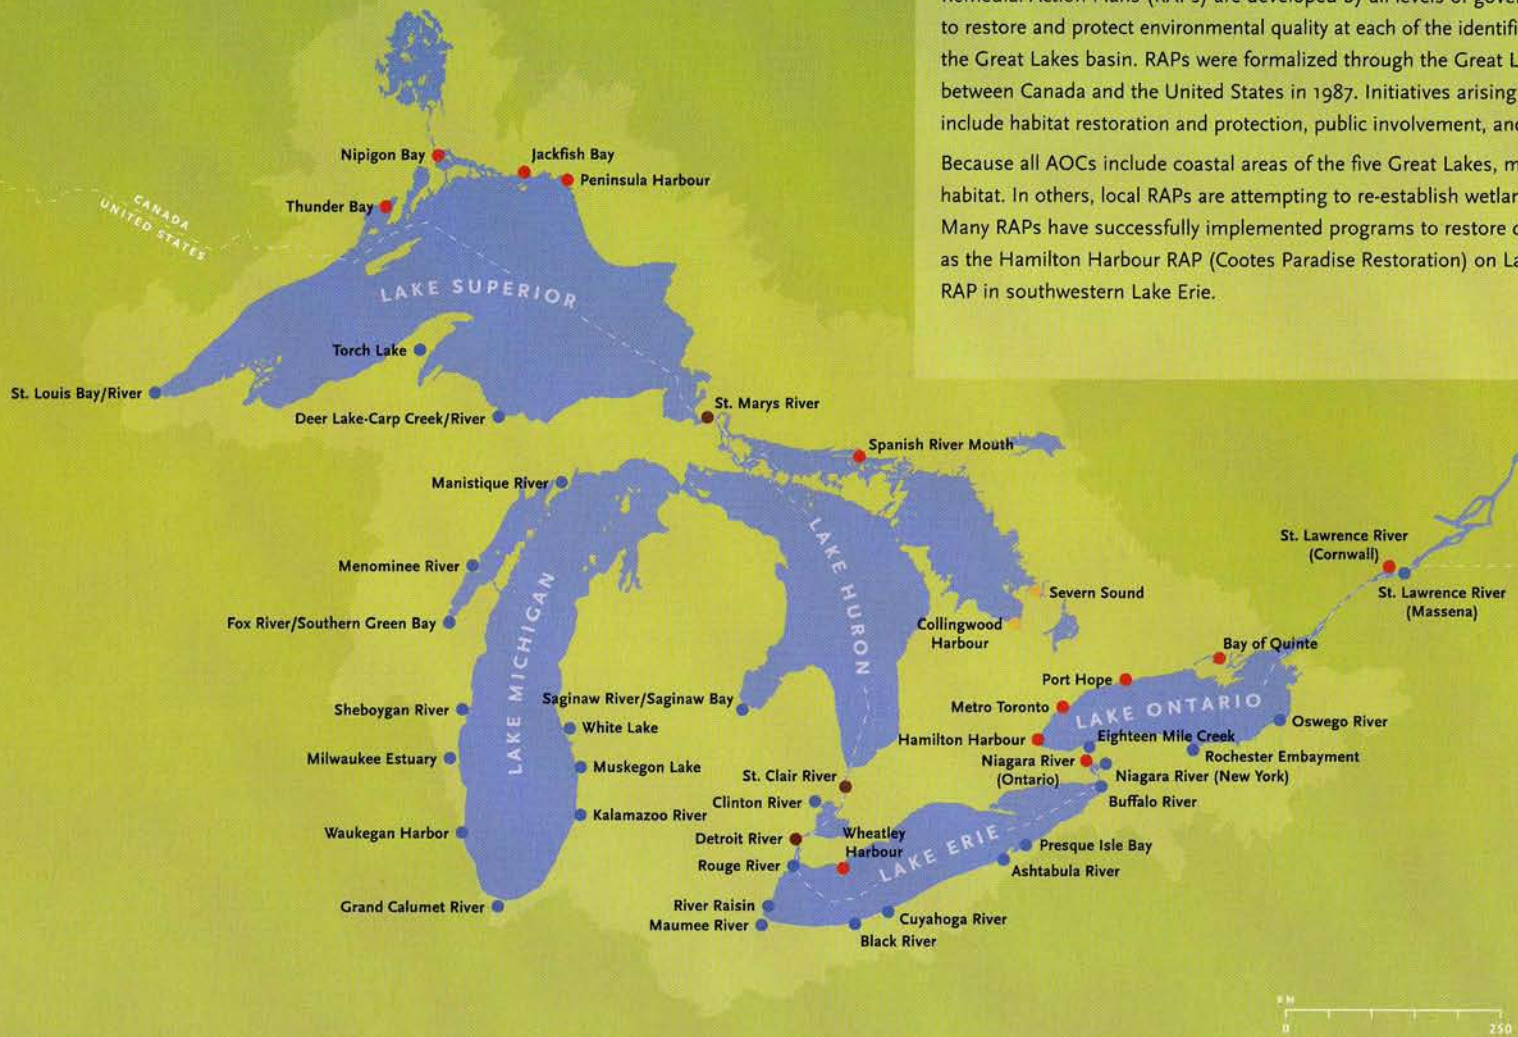 to restore and protect environmental quality at each of the
the Great Lakes basin. RAPs were formalized through the Great
between Canada and the United States in 1987. Initiatives arising
include habitat restoration and protection, public involvement,
Because all AOCs include coastal areas of the five Great Lakes,
habitat. In others, local RAPs are attempting to re-establish
Many RAPs have successfully implemented programs to restore
as the Hamilton Harbour RAP (Cootes Paradise Restoration) on
RAP in southwestern Lake Erie.
Nipigon Bay
Jackfish Bay
Peninsula Harbour
Thunder Bay
CANADA
UNITED STATES
LAKE SUPERIOR
Torch Lake
St. Louis Bay/River
Deer Lake-Carp Creek/River
St. Marys River
Spanish River Mouth
Manistique River
LAKE HURON
St. Lawrence River
(Cornwall)
St. Lawrence River
(Massena)
Menominee River
LAKE MICHIGAN
Severn Sound
Fox River/Southern Green Bay
Collingwood
Harbour
Bay of Quinte
Port Hope
Saginaw River/Saginaw Bay
Sheboygan River
White Lake
Metro Toronto
LAKE ONTARIO
Oswego River
Hamilton Harbour
Eighteen Mile Creek
Rochester Embayment
Milwaukee Estuary
Muskegon Lake
Niagara River
(Ontario)
Niagara River (New York)
St. Clair River
Clinton River
Buffalo River
Kalamazoo River
Waukegan Harbor
Detroit River
Wheatley
Harbour
LAKE ERIE
Presque Isle Bay
Rouge River
Ashtabula River
Grand Calumet River
River Raisin
Maumee River
Cuyahoga River
Black River
KM
0
250